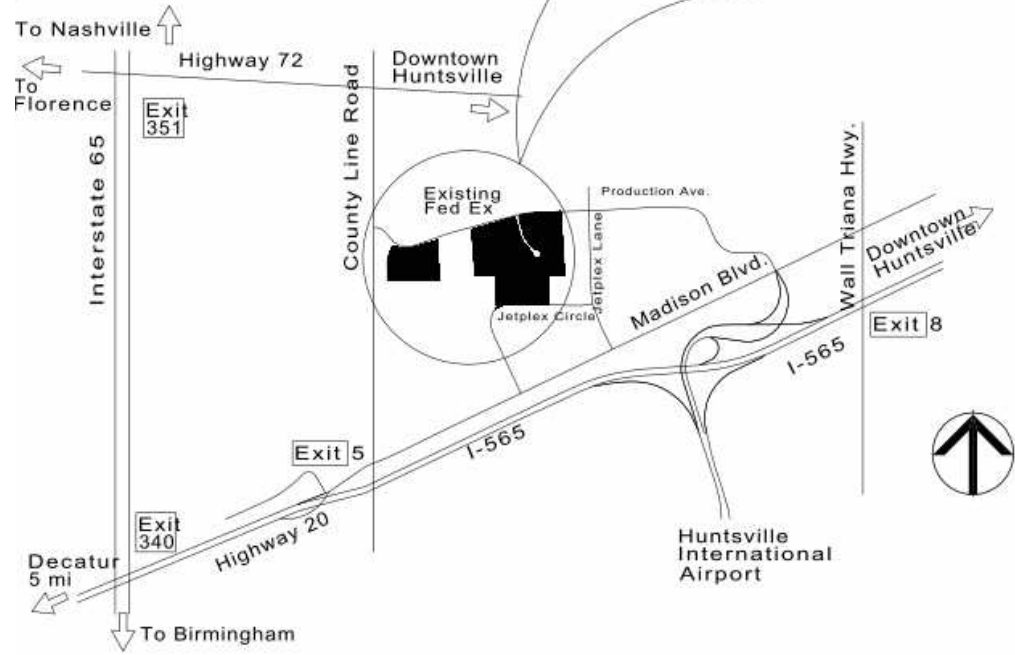 To Nashville
Highway 72
Downtown
Huntsville
To
Florence
Exit
351
Interstate 65
County Line Road
Existing
Fed Ex
Production Ave.
Jetplex Lane
Jetplex Circle
Madison Blvd.
Wall Triana Hwy.
Downtown
Huntsville
Exit 8
I-565
I-565
Exit 5
Highway 20
Exit
340
Decatur
5 mi
To Birmingham
Huntsville
International
Airport